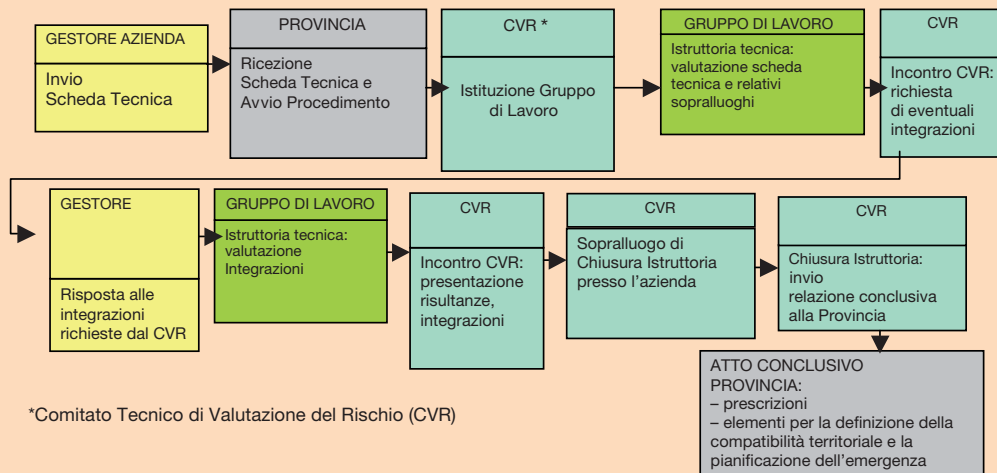 GESTORE AZIENDA
Invio
Scheda Tecnica
PROVINCIA
Ricezione
Scheda Tecnica e
Avvio Procedimento
CVR *
Istituzione Gruppo
di Lavoro
GRUPPO DI LAVORO
Istruttoria tecnica:
valutazione scheda
tecnica e relativi
sopralluoghi
CVR
Incontro CVR:
richiesta
di eventuali
integrazioni
GESTORE
Risposta alle
integrazioni
richieste dal CVR
GRUPPO DI LAVORO
Istruttoria tecnica:
valutazione
Integrazioni
CVR
Incontro CVR:
presentazione
risultanze,
integrazioni
CVR
Sopralluogo di
Chiusura Istruttoria
presso l'azienda
CVR
Chiusura Istruttoria:
invio
relazione conclusiva
alla Provincia
ATTO CONCLUSIVO
PROVINCIA:
– prescrizioni
– elementi per la definizione della
compatibilità territoriale e la
pianificazione dell'emergenza
*Comitato Tecnico di Valutazione del Rischio (CVR)